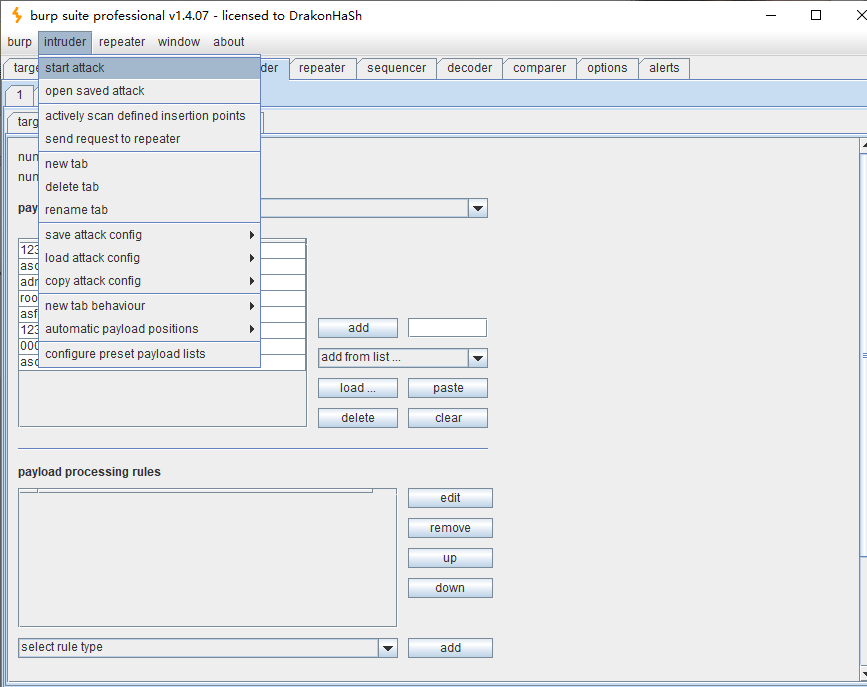 burp suite professional v1.4.07 - licensed to DrakonHaSh
burp intruder repeater window about
targe der repeater sequencer decoder comparer options alerts
start attack
open saved attack
1
actively scan defined insertion points
targ
send request to repeater
num
new tab
num
delete tab
pay
rename tab
save attack config
123
load attack config
asd
copy attack config
adm
roo
new tab behaviour
asf
automatic payload positions
123
000
configure preset payload lists
asd
add
add from list ...
load ... paste
delete clear
payload processing rules
edit
remove
up
down
select rule type add